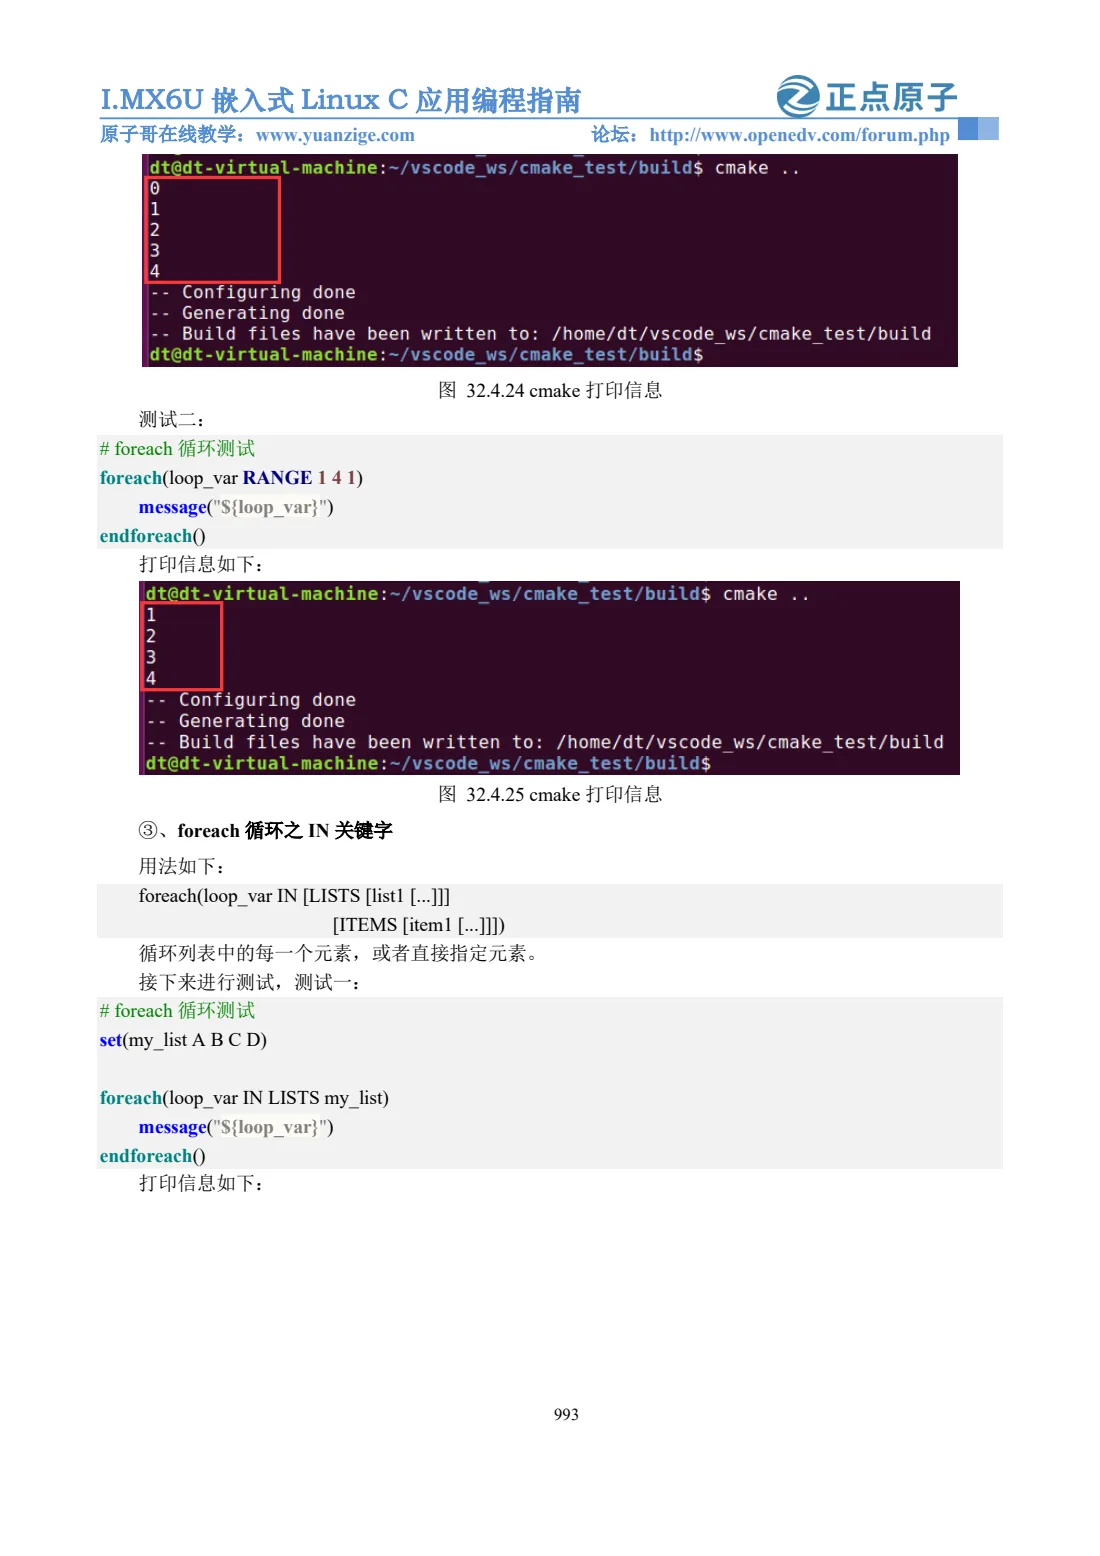 I.MX6U 嵌入式 Linux C 应用编程指南
正点原子
原子哥在线教学：www.yuanzige.com 论坛：http://www.openedv.com/forum.php
dt@dt-virtual-machine:~/vscode_ws/cmake_test/build$ cmake ..
0
1
2
3
4
-- Configuring done
-- Generating done
-- Build files have been written to: /home/dt/vscode_ws/cmake_test/build
dt@dt-virtual-machine:~/vscode_ws/cmake_test/build$
图 32.4.24 cmake 打印信息
测试二：
# foreach 循环测试
foreach(loop_var RANGE 1 4 1)
message("${loop_var}")
endforeach()
打印信息如下：
dt@dt-virtual-machine:~/vscode_ws/cmake_test/build$ cmake ..
1
2
3
4
-- Configuring done
-- Generating done
-- Build files have been written to: /home/dt/vscode_ws/cmake_test/build
dt@dt-virtual-machine:~/vscode_ws/cmake_test/build$
图 32.4.25 cmake 打印信息
③、foreach 循环之 IN 关键字
用法如下：
foreach(loop_var IN [LISTS [list1 [...]]]
[ITEMS [item1 [...]]])
循环列表中的每一个元素，或者直接指定元素。
接下来进行测试，测试一：
# foreach 循环测试
set(my_list A B C D)
foreach(loop_var IN LISTS my_list)
message("${loop_var}")
endforeach()
打印信息如下：
993